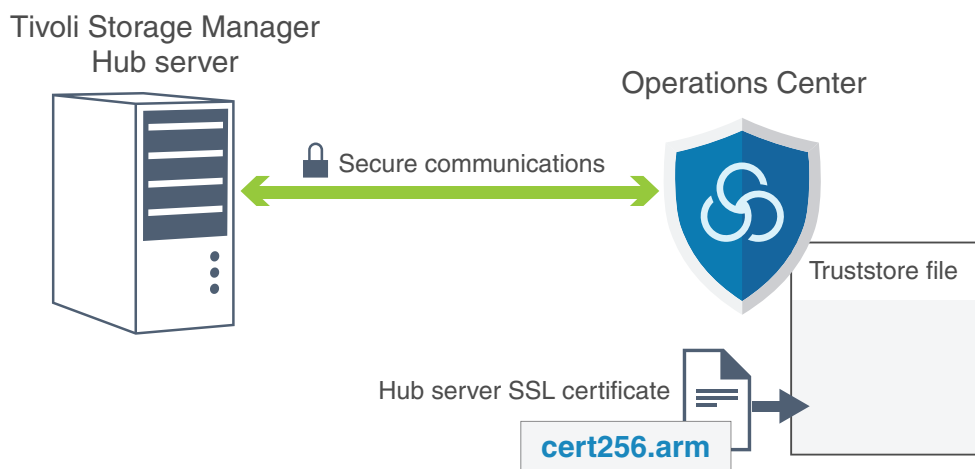 Tivoli Storage Manager
Hub server
Operations Center
Secure communications
Truststore file
Hub server SSL certificate
cert256.arm